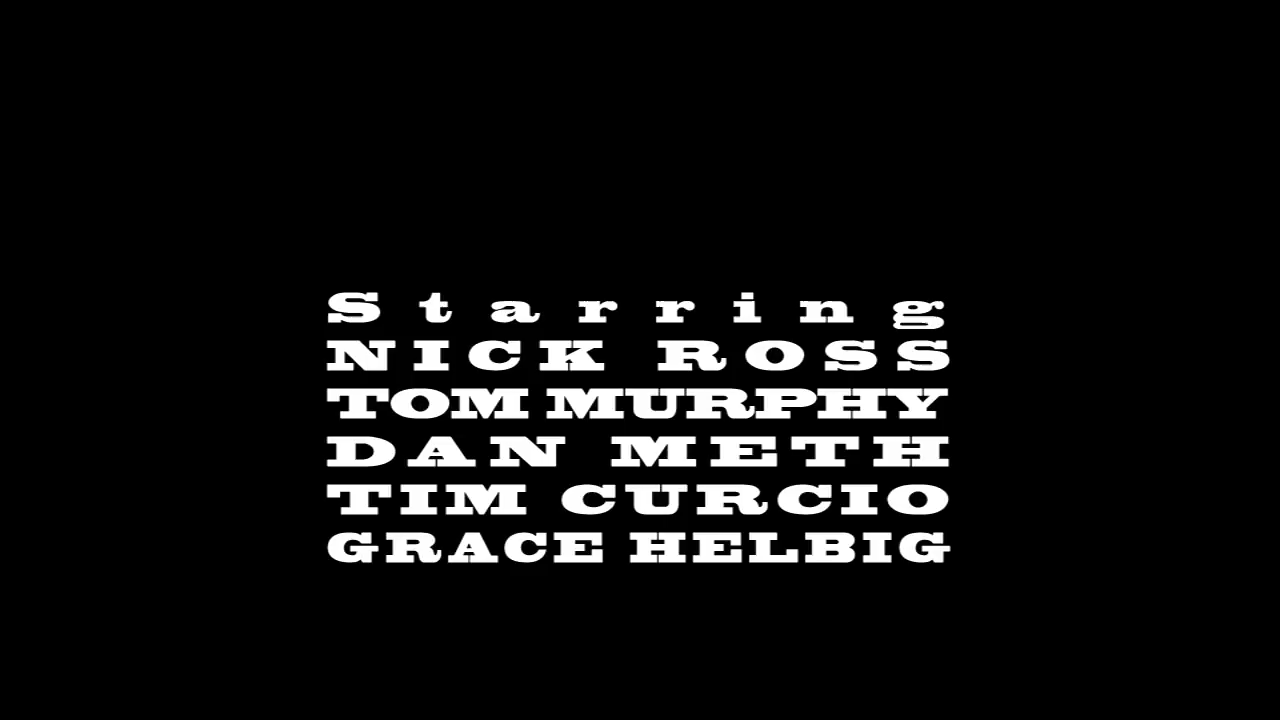 Starring
NICK ROSS
TOM MURPHY
DAN METH
TIM CURCIO
GRACE HELBIG